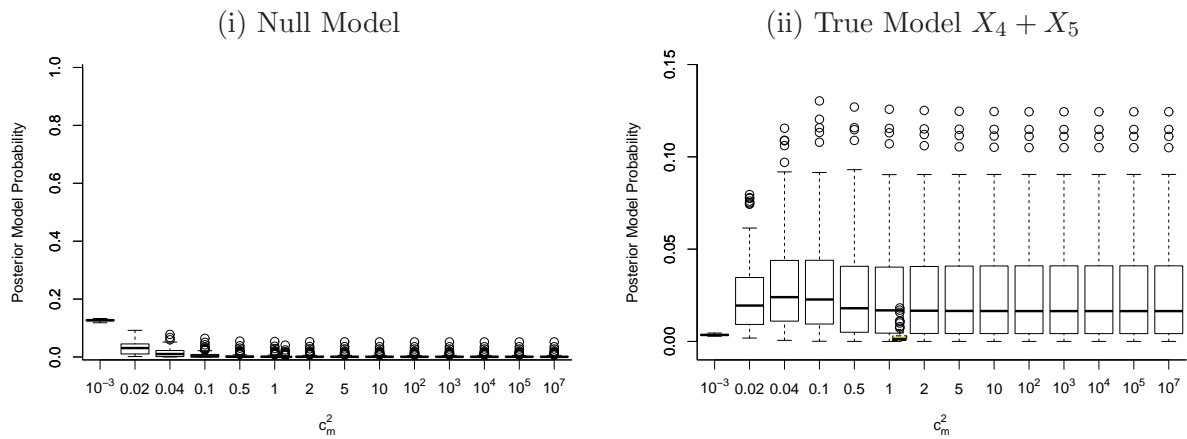 (i) Null Model
(ii) True Model X₄ + X₅
Posterior Model Probability
1.0
0.8
0.6
0.4
0.2
0.0
10⁻³ 0.02 0.04 0.1 0.5 1 2 5 10 10² 10³ 10⁴ 10⁵ 10⁷
c²ₘ
Posterior Model Probability
0.15
0.10
0.05
0.00
10⁻³ 0.02 0.04 0.1 0.5 1 2 5 10 10² 10³ 10⁴ 10⁵ 10⁷
c²ₘ